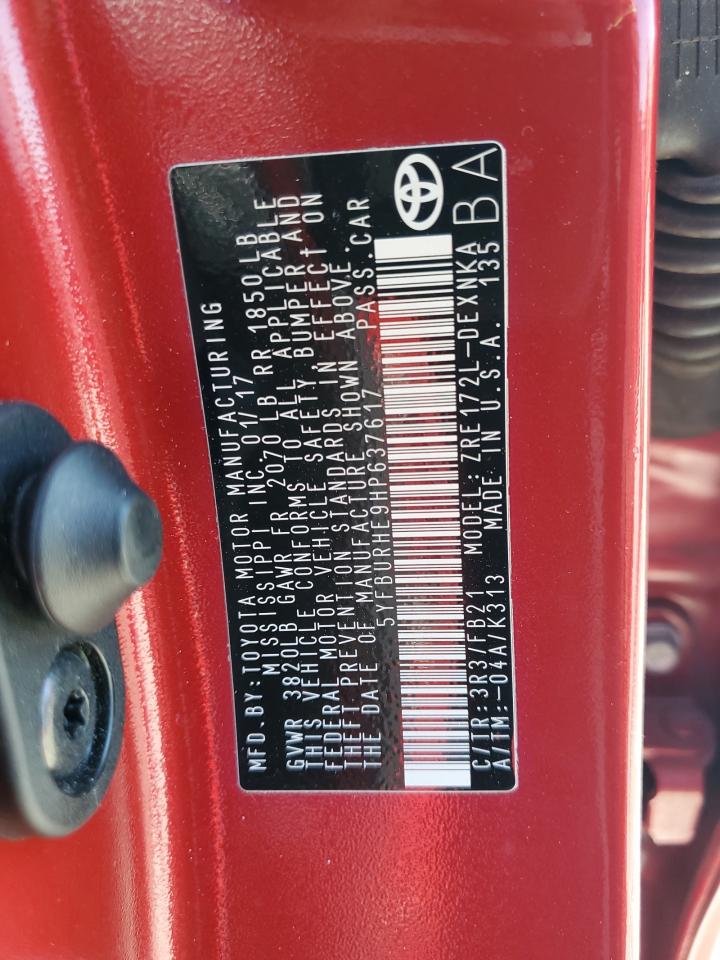 MFD.BY:TOYOTA MOTOR MANUFACTURING
MISSISSIPPI INC. 01/17
GVWR 3820LB GAWR FR 2070 LB RR 1850 LB
THIS VEHICLE CONFORMS TO ALL APPLICABLE
FEDERAL MOTOR VEHICLE SAFETY, BUMPER, AND
THEFT PREVENTION STANDARDS IN EFFECT ON
THE DATE OF MANUFACTURE SHOWN ABOVE.
5YFBURHE9HP637617 PASS.CAR
C/TR:3R3/FB21 MODEL:ZRE172L-DEXNKA
A/TM:-04A/K313 MADE IN U.S.A. 135
BA